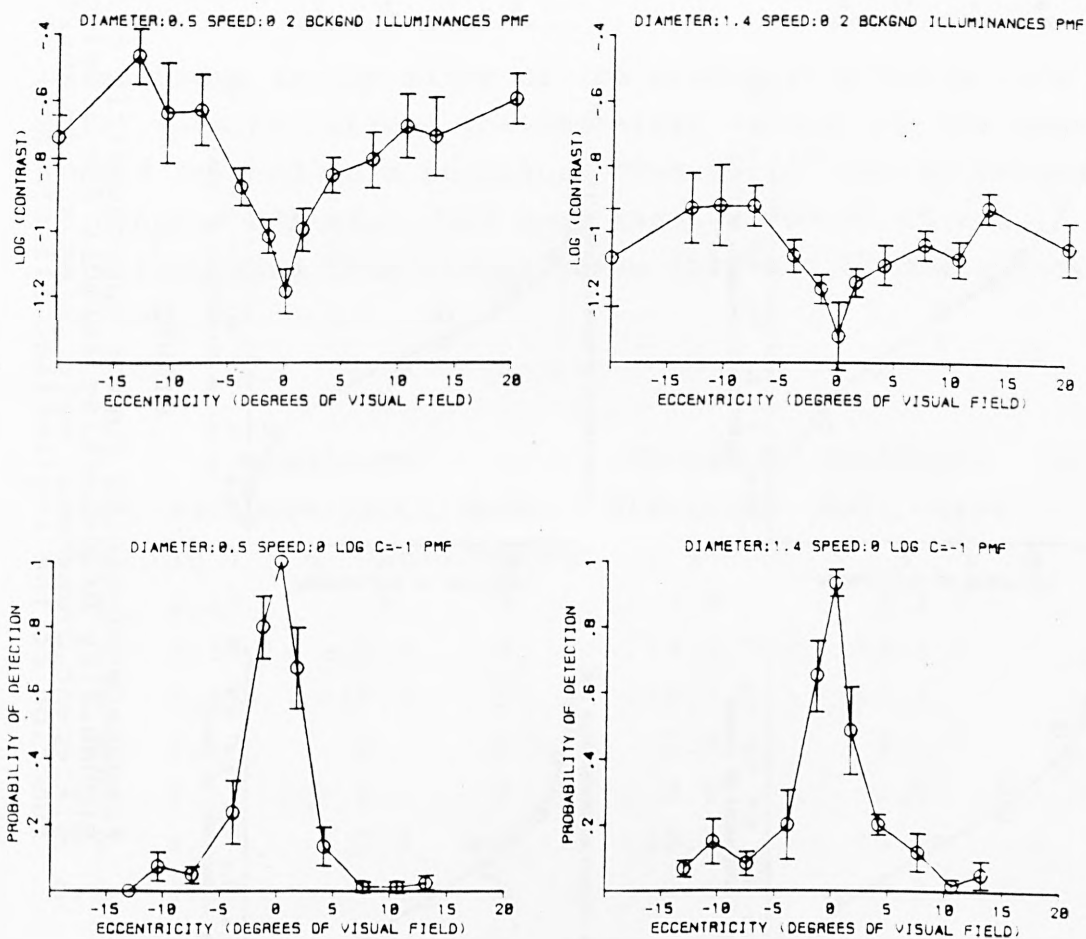 DIAMETER:0.5 SPEED:0 2 BCKGND ILLUMINANCES PMF
LOG (CONTRAST)
-.4
-.6
-0.8
-1
-1.2
-15 -10 -5 0 5 10 15 20
ECCENTRICITY (DEGREES OF VISUAL FIELD)
DIAMETER:1.4 SPEED:0 2 BCKGND ILLUMINANCES PMF
LOG (CONTRAST)
-.4
-.6
-0.8
-1
-1.2
-15 -10 -5 0 5 10 15 20
ECCENTRICITY (DEGREES OF VISUAL FIELD)
DIAMETER:0.5 SPEED:0 LOG C=-1 PMF
PROBABILITY OF DETECTION
1
.8
.6
.4
.2
-15 -10 -5 0 5 10 15 20
ECCENTRICITY (DEGREES OF VISUAL FIELD)
DIAMETER:1.4 SPEED:0 LOG C=-1 PMF
PROBABILITY OF DETECTION
1
.8
.6
.4
.2
-15 -10 -5 0 5 10 15 20
ECCENTRICITY (DEGREES OF VISUAL FIELD)